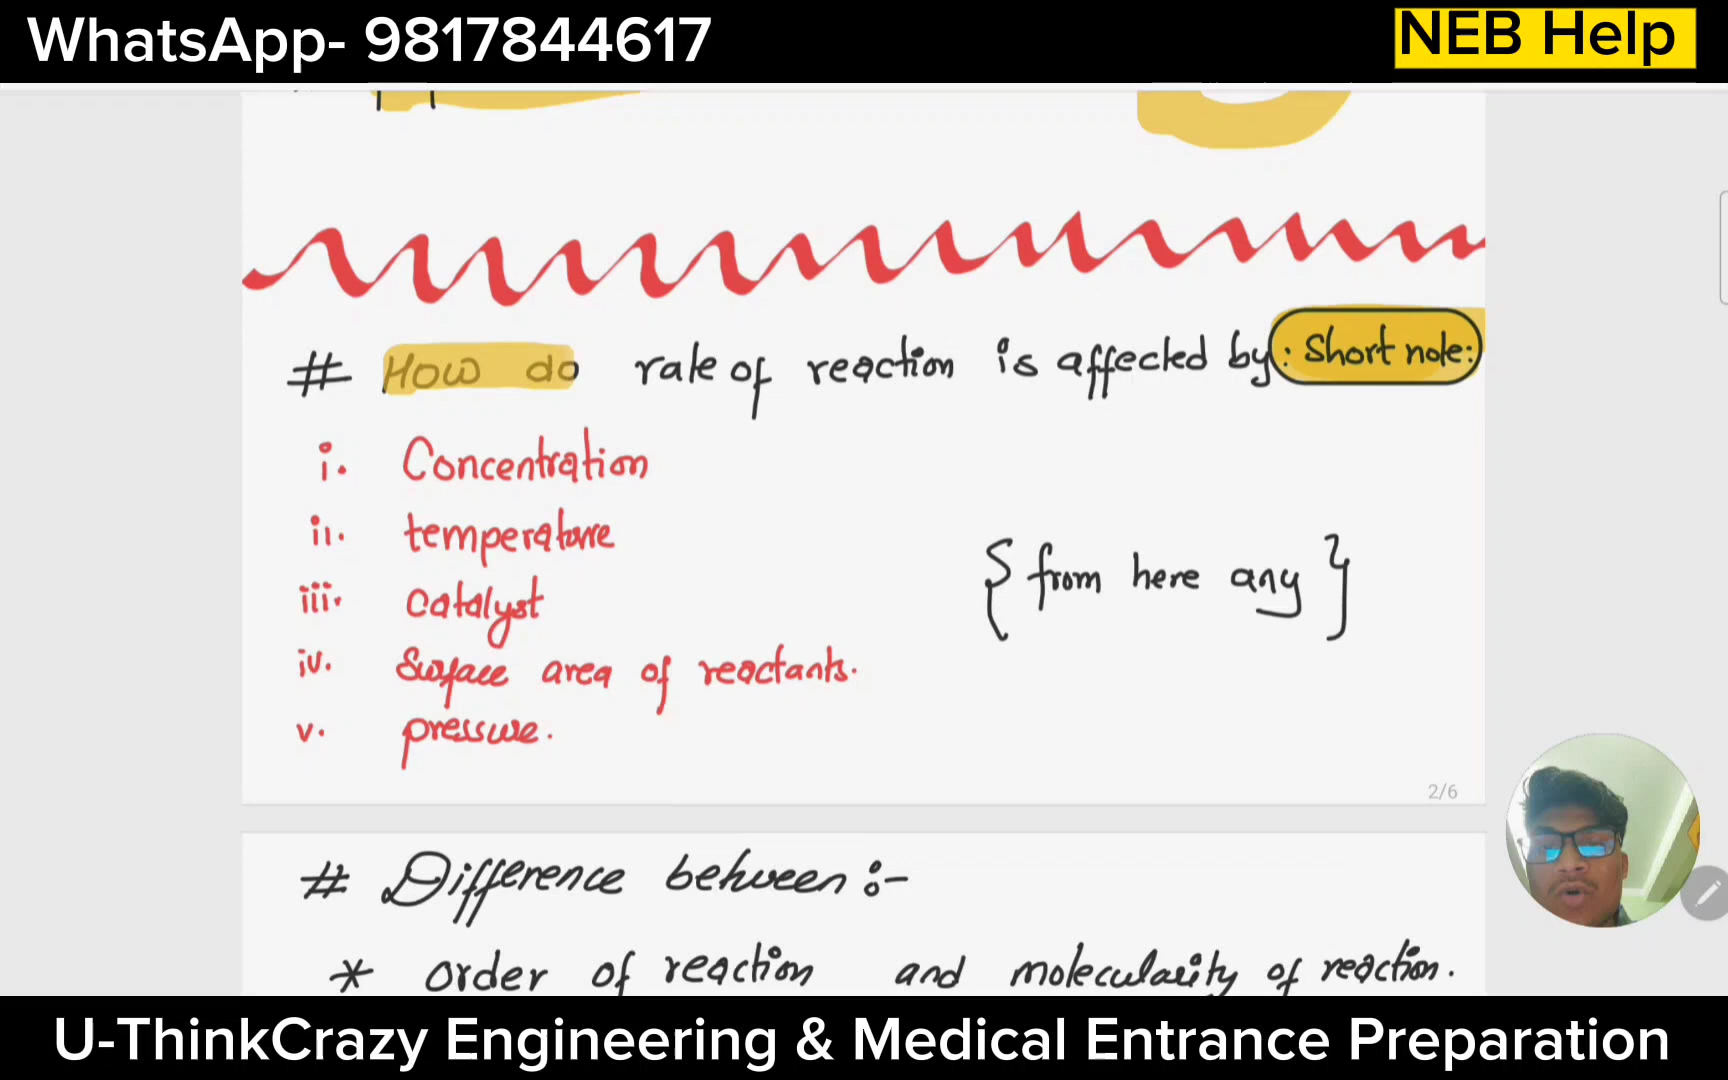 WhatsApp- 9817844617
NEB Help
# How do rate of reaction is affected by: Short note:
i. Concentration
ii. temperature
iii. catalyst
{ from here any }
iv. Surface area of reactants.
v. pressure.
2/6
# Difference between :-
* order of reaction and molecularity of reaction.
U-ThinkCrazy Engineering & Medical Entrance Preparation